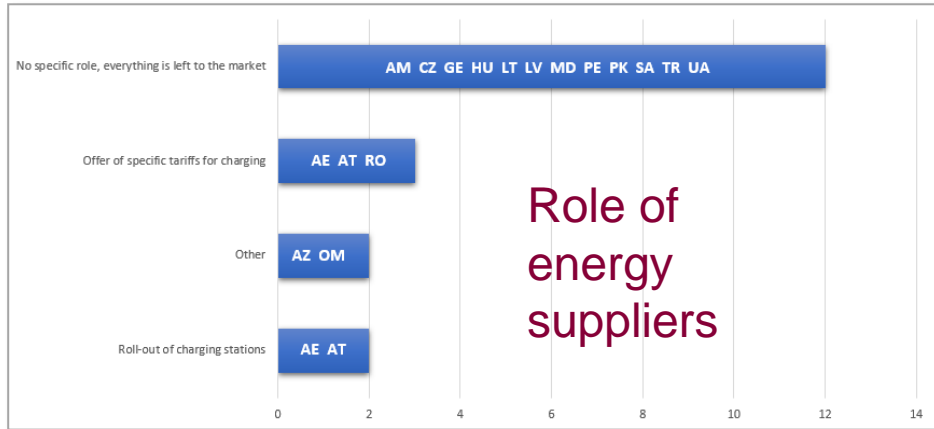 No specific role, everything is left to the market
AM CZ GE HU LT LV MD PE PK SA TR UA
Offer of specific tariffs for charging
AE AT RO
Other
AZ OM
Roll-out of charging stations
AE AT
Role of
energy
suppliers
0 2 4 6 8 10 12 14